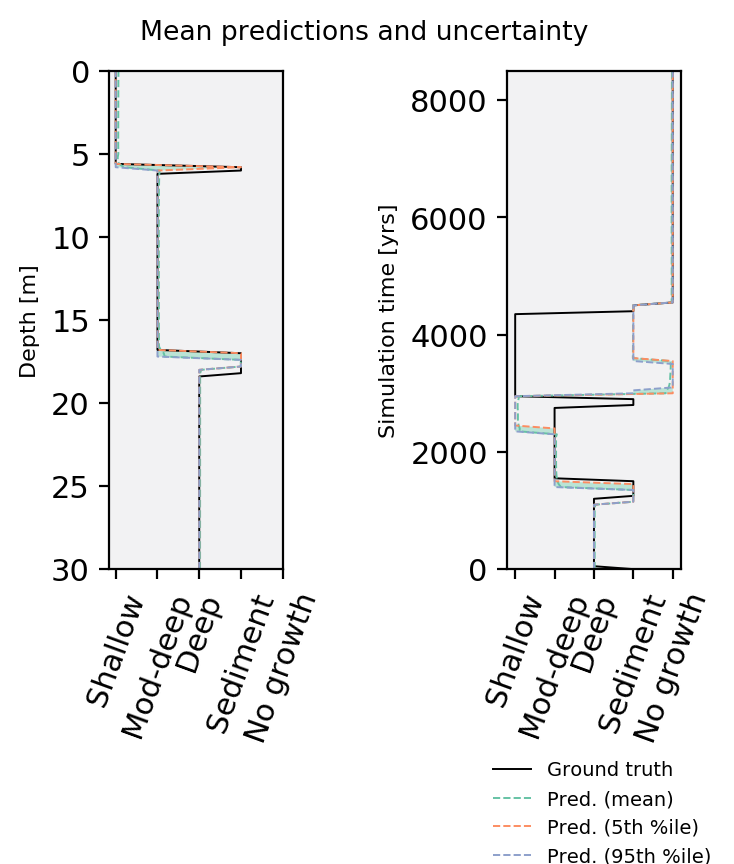 Mean predictions and uncertainty
0
5
10
15
20
25
30
Depth [m]
Shallow
Mod-deep
Deep
Sediment
No growth
8000
6000
4000
2000
0
Simulation time [yrs]
Shallow
Mod-deep
Deep
Sediment
No growth
Ground truth
Pred. (mean)
Pred. (5th %ile)
Pred. (95th %ile)